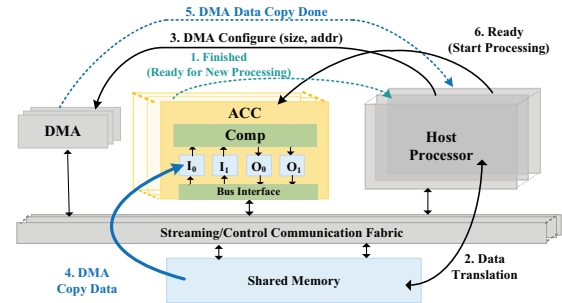 5. DMA Data Copy Done
3. DMA Configure (size, addr)
6. Ready
(Start Processing)
1. Finished
(Ready for New Processing)
DMA
ACC
Comp
I0
I1
O0
O1
Bus Interface
Host
Processor
Streaming/Control Communication Fabric
4. DMA
Copy Data
Shared Memory
2. Data
Translation